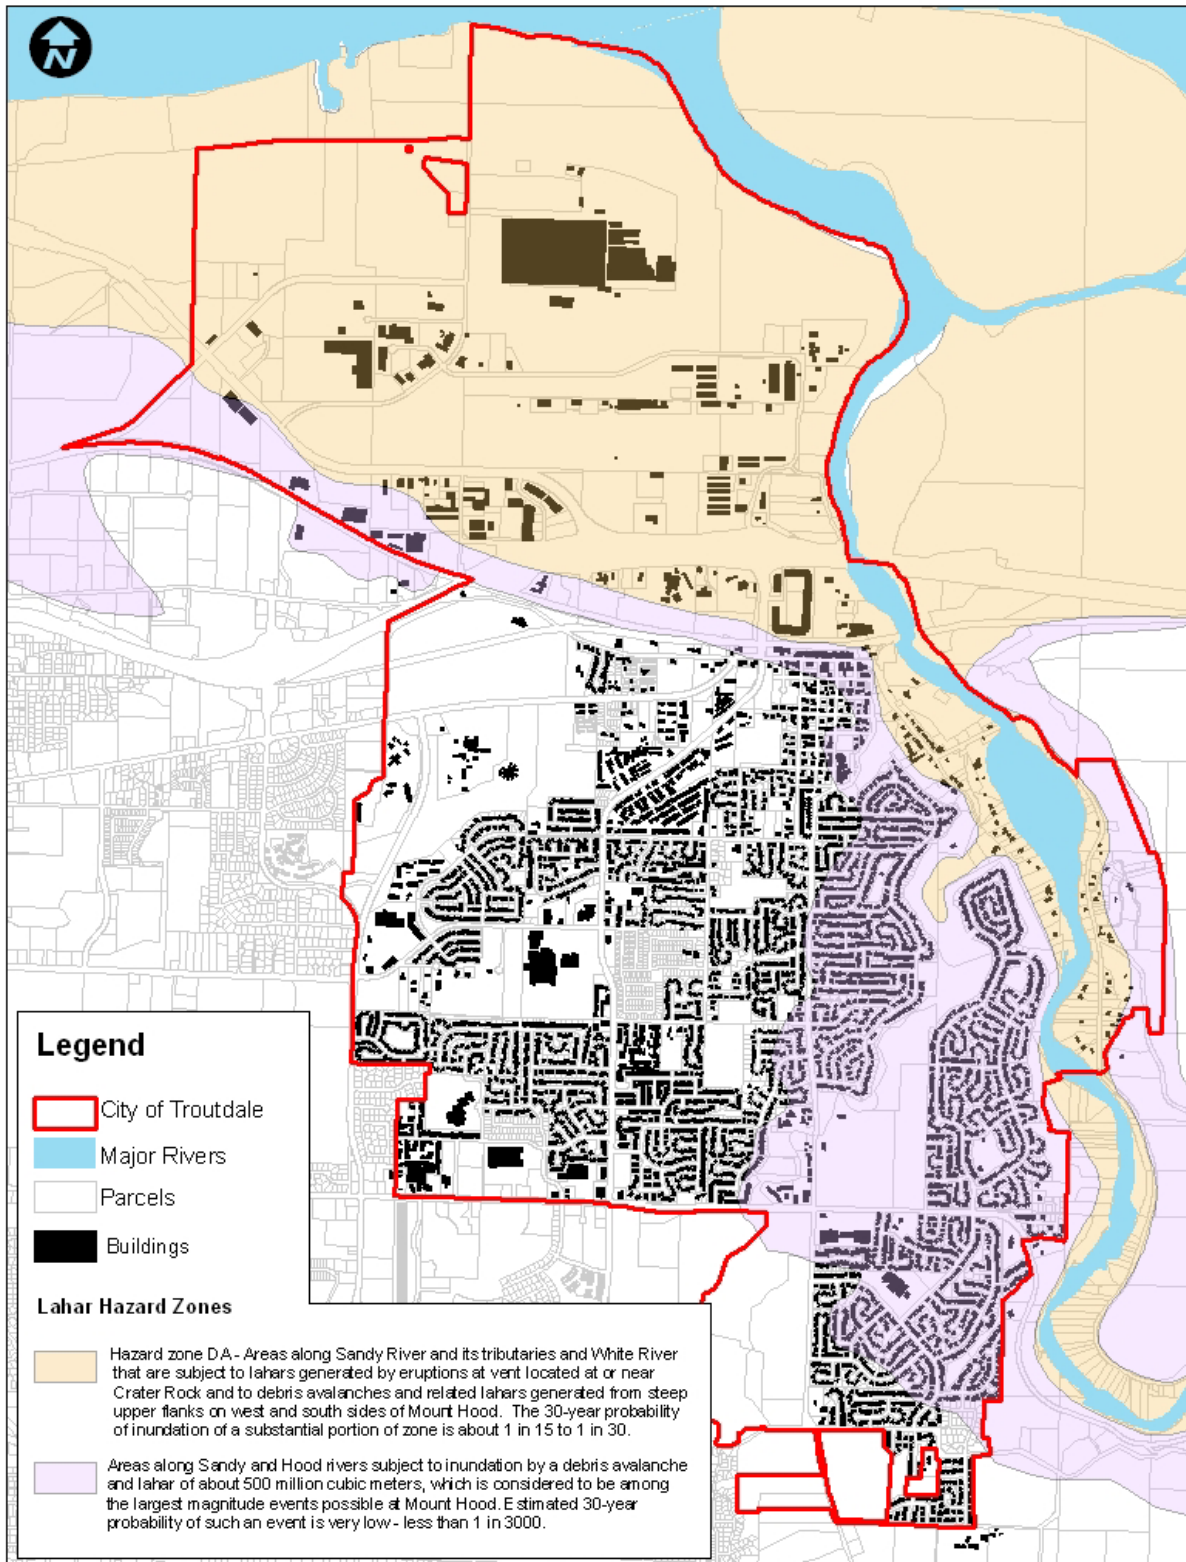 N
Legend
City of Troutdale
Major Rivers
Parcels
Buildings
Lahar Hazard Zones
Hazard zone DA - Areas along Sandy River and its tributaries and White River
that are subject to lahars generated by eruptions at vent located at or near
Crater Rock and to debris avalanches and related lahars generated from steep
upper flanks on west and south sides of Mount Hood. The 30-year probability
of inundation of a substantial portion of zone is about 1 in 15 to 1 in 30.
Areas along Sandy and Hood rivers subject to inundation by a debris avalanche
and lahar of about 500 million cubic meters, which is considered to be among
the largest magnitude events possible at Mount Hood. Estimated 30-year
probability of such an event is very low - less than 1 in 3000.